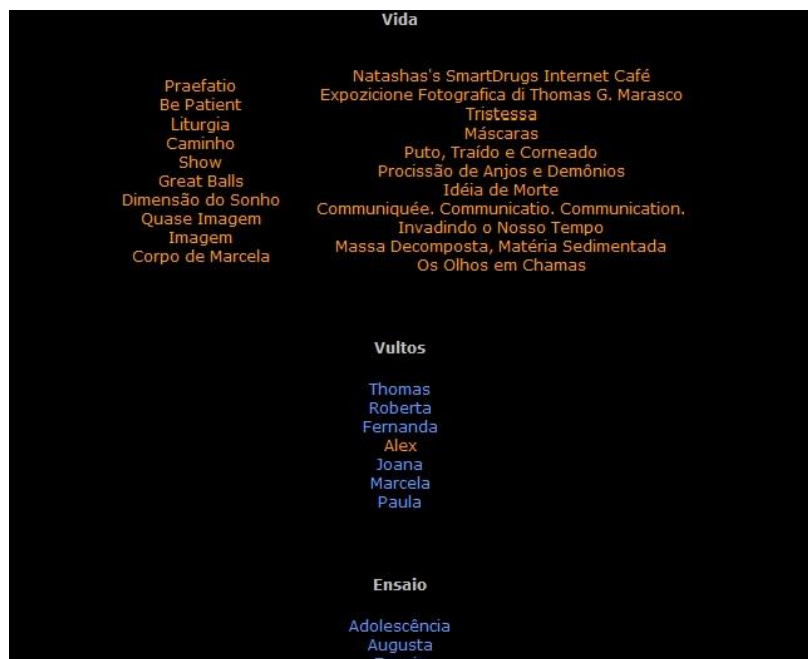 Vida
Praefatio
Be Patient
Liturgia
Caminho
Show
Great Balls
Dimensão do Sonho
Quase Imagem
Imagem
Corpo de Marcela
Natashas's SmartDrugs Internet Café
Expozicione Fotografica di Thomas G. Marasco
Tristessa
Máscaras
Puto, Traído e Corneado
Procissão de Anjos e Demônios
Idéia de Morte
Communiquée. Communicatio. Communication.
Invadindo o Nosso Tempo
Massa Decomposta, Matéria Sedimentada
Os Olhos em Chamas
Vultos
Thomas
Roberta
Fernanda
Alex
Joana
Marcela
Paula
Ensaio
Adolescência
Augusta